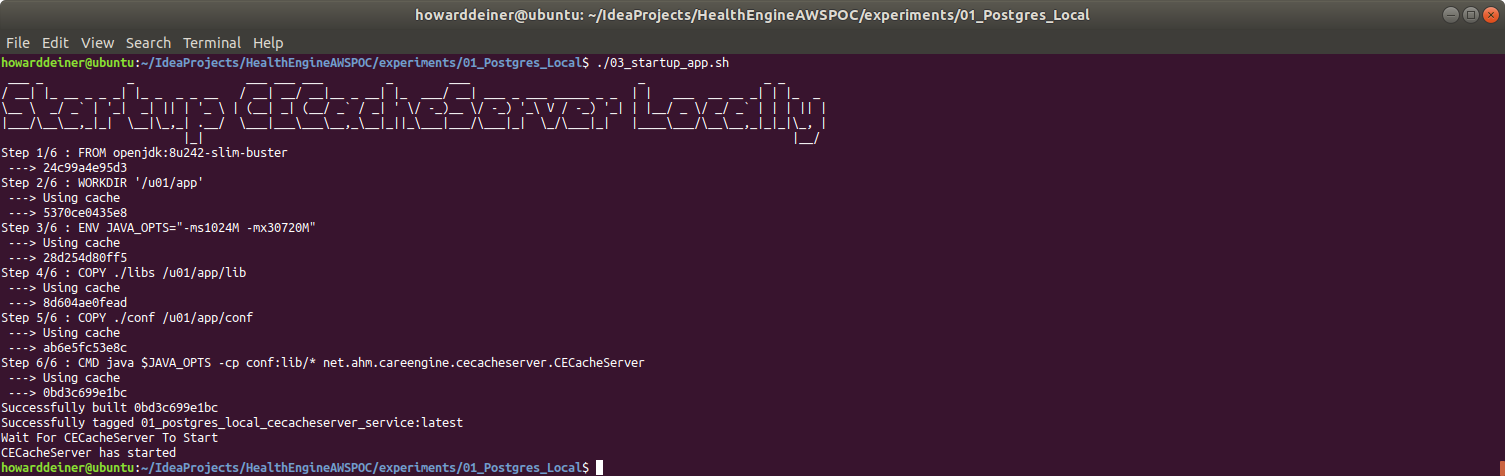 howarddeiner@ubuntu: ~/IdeaProjects/HealthEngineAWSPOC/experiments/01_Postgres_Local
File Edit View Search Terminal Help
howarddeiner@ubuntu:~/IdeaProjects/HealthEngineAWSPOC/experiments/01_Postgres_Local$ ./03_startup_app.sh
Startup CECacheServer Locally
Step 1/6 : FROM openjdk:8u242-slim-buster
---> 24c99a4e95d3
Step 2/6 : WORKDIR '/u01/app'
---> Using cache
---> 5370ce0435e8
Step 3/6 : ENV JAVA_OPTS="-ms1024M -mx30720M"
---> Using cache
---> 28d254d80ff5
Step 4/6 : COPY ./libs /u01/app/lib
---> Using cache
---> 8d604ae0fead
Step 5/6 : COPY ./conf /u01/app/conf
---> Using cache
---> ab6e5fc53e8c
Step 6/6 : CMD java $JAVA_OPTS -cp conf:lib/* net.ahm.careengine.cecacheserver.CECacheServer
---> Using cache
---> 0bd3c699e1bc
Successfully built 0bd3c699e1bc
Successfully tagged 01_postgres_local_cecacheserver_service:latest
Wait For CECacheServer To Start
CECacheServer has started
howarddeiner@ubuntu:~/IdeaProjects/HealthEngineAWSPOC/experiments/01_Postgres_Local$